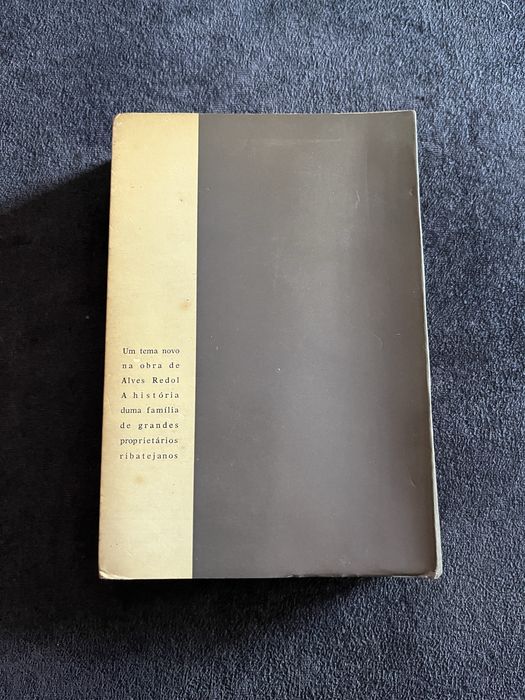 Um tema novo
na obra de
Alves Redol
A história
duma família
de grandes
proprietários
ribatejanos